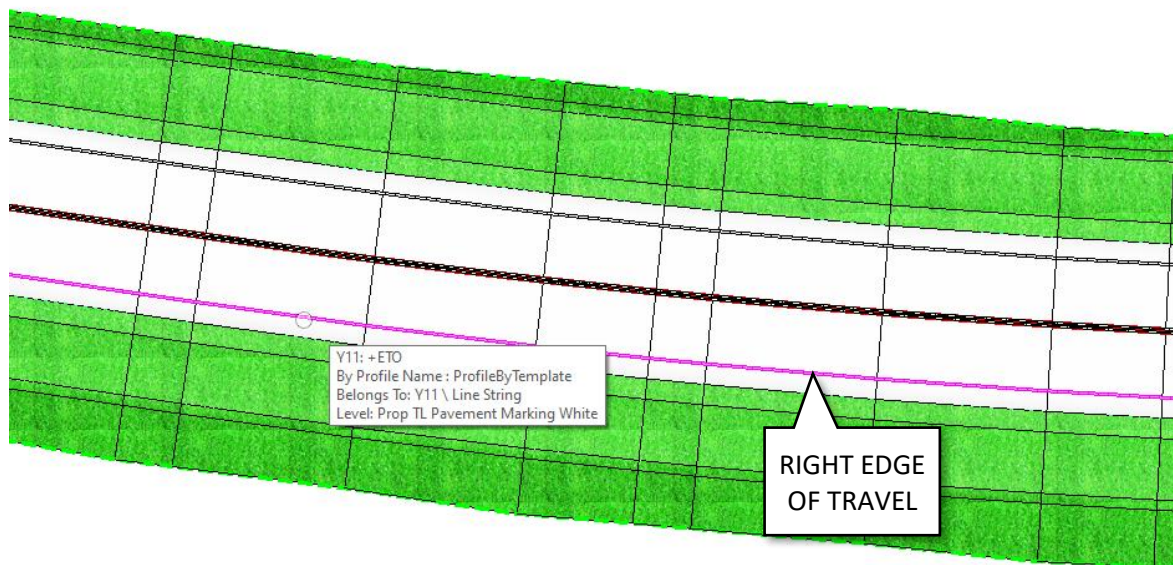 Y11: +ETO
By Profile Name : ProfileByTemplate
Belongs To: Y11 \ Line String
Level: Prop TL Pavement Marking White
RIGHT EDGE
OF TRAVEL